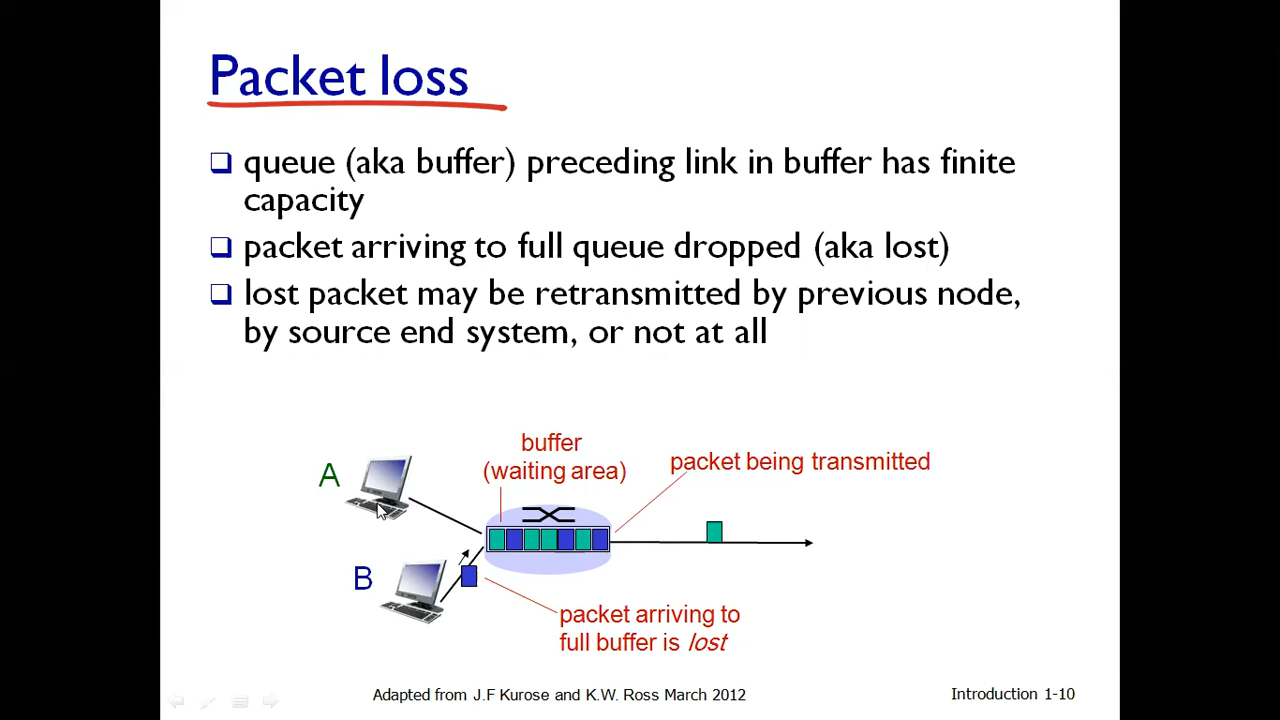 Packet loss
queue (aka buffer) preceding link in buffer has finite
capacity
packet arriving to full queue dropped (aka lost)
lost packet may be retransmitted by previous node,
by source end system, or not at all
buffer
(waiting area)
packet being transmitted
A
B
packet arriving to
full buffer is lost
Adapted from J.F Kurose and K.W. Ross March 2012
Introduction 1-10